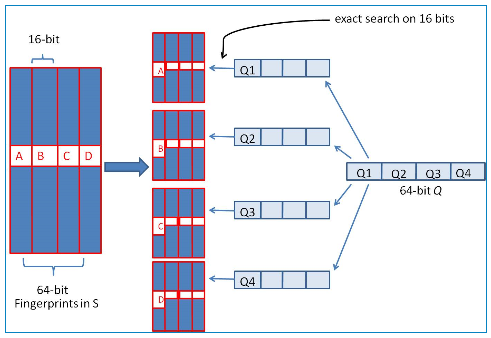 exact search on 16 bits
16-bit
A B C D
64-bit
Fingerprints in S
A
B
C
D
Q1
Q2
Q3
Q4
Q1 Q2 Q3 Q4
64-bit Q